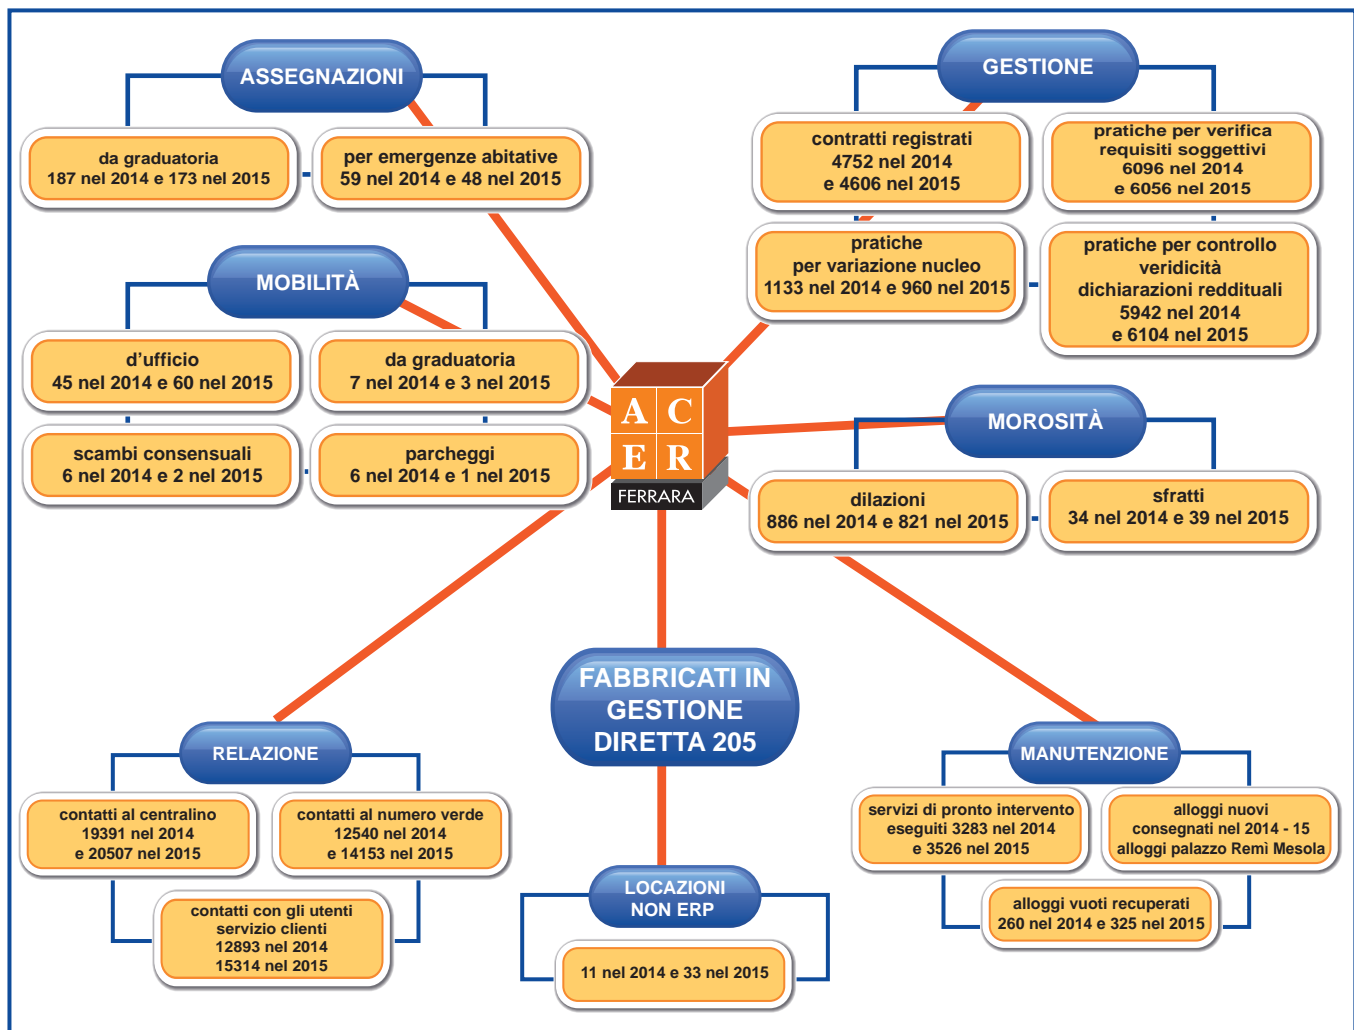 ASSEGNAZIONI
da graduatoria
187 nel 2014 e 173 nel 2015
per emergenze abitative
59 nel 2014 e 48 nel 2015
GESTIONE
contratti registrati
4752 nel 2014
e 4606 nel 2015
pratiche per verifica
requisiti soggettivi
6096 nel 2014
e 6056 nel 2015
pratiche
per variazione nucleo
1133 nel 2014 e 960 nel 2015
pratiche per controllo
veridicità
dichiarazioni reddituali
5942 nel 2014
e 6104 nel 2015
MOBILITÀ
d'ufficio
45 nel 2014 e 60 nel 2015
da graduatoria
7 nel 2014 e 3 nel 2015
scambi consensuali
6 nel 2014 e 2 nel 2015
parcheggi
6 nel 2014 e 1 nel 2015
A C
E R
FERRARA
MOROSITÀ
dilazioni
886 nel 2014 e 821 nel 2015
sfratti
34 nel 2014 e 39 nel 2015
FABBRICATI IN
GESTIONE
DIRETTA 205
RELAZIONE
contatti al centralino
19391 nel 2014
e 20507 nel 2015
contatti al numero verde
12540 nel 2014
e 14153 nel 2015
contatti con gli utenti
servizio clienti
12893 nel 2014
15314 nel 2015
LOCAZIONI
NON ERP
11 nel 2014 e 33 nel 2015
MANUTENZIONE
servizi di pronto intervento
eseguiti 3283 nel 2014
e 3526 nel 2015
alloggi nuovi
consegnati nel 2014 - 15
alloggi palazzo Remì Mesola
alloggi vuoti recuperati
260 nel 2014 e 325 nel 2015